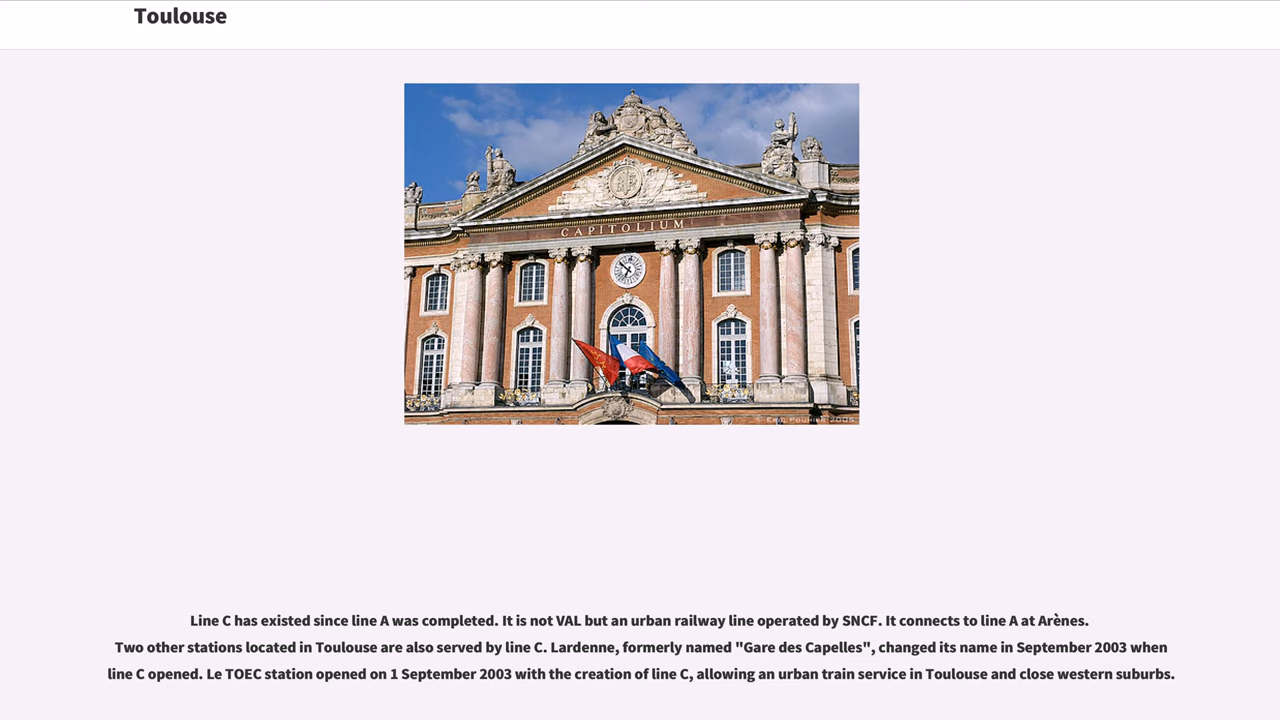 Toulouse
CAPITOLIUM
© ERIC POUHIER 2005
Line C has existed since line A was completed. It is not VAL but an urban railway line operated by SNCF. It connects to line A at Arènes.
Two other stations located in Toulouse are also served by line C. Lardenne, formerly named "Gare des Capelles", changed its name in September 2003 when
line C opened. Le TOEC station opened on 1 September 2003 with the creation of line C, allowing an urban train service in Toulouse and close western suburbs.